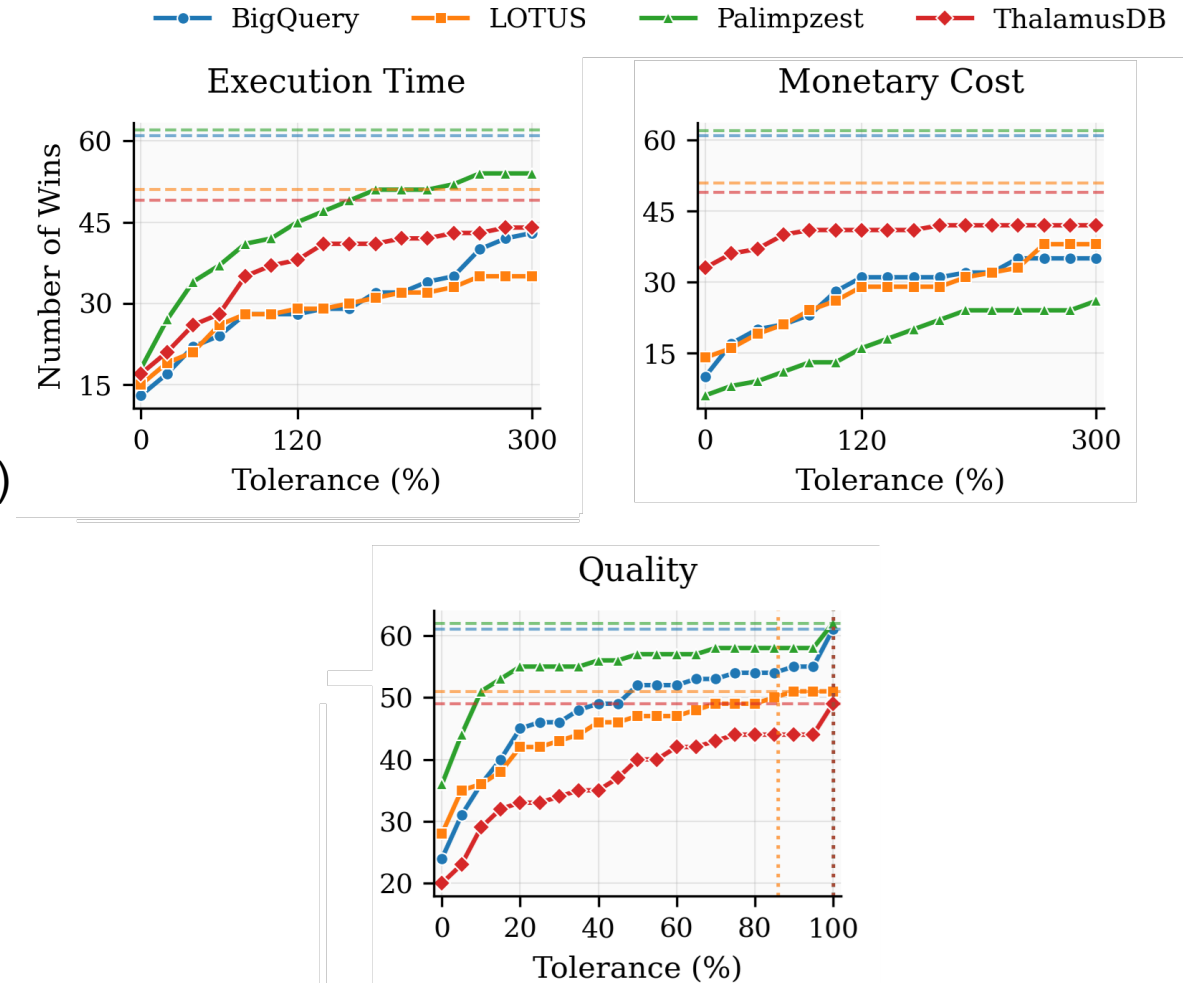 BigQuery LOTUS Palimpzest ThalamusDB
Execution Time
Number of Wins
60
45
30
15
0 120 300
Tolerance (%)
)
Monetary Cost
60
45
30
15
0 120 300
Tolerance (%)
Quality
60
50
40
30
20
0 20 40 60 80 100
Tolerance (%)